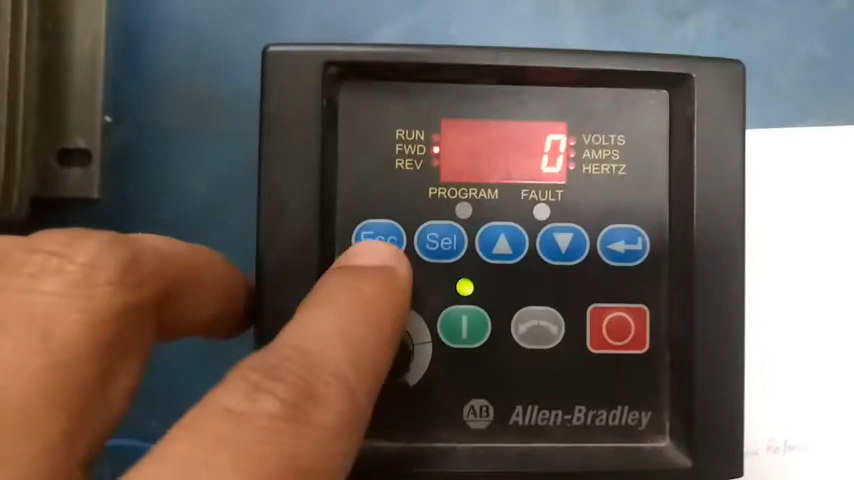 RUN
FWD
REV
0
VOLTS
AMPS
HERTZ
PROGRAM FAULT
Esc Sel
AB Allen-Bradley